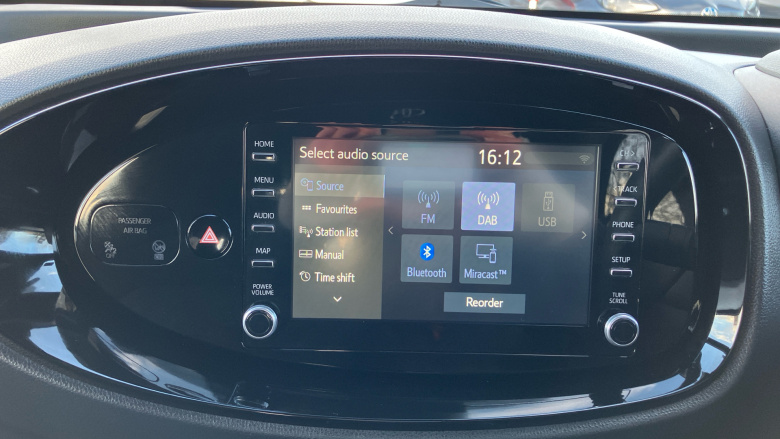 HOME
MENU
AUDIO
MAP
POWER
VOLUME
PASSENGER
AIR BAG
OFF
Select audio source
16:12
Source
Favourites
Station list
Manual
Time shift
FM
DAB
USB
Bluetooth
Miracast™
Reorder
TRACK
PHONE
SETUP
TUNE
SCROLL